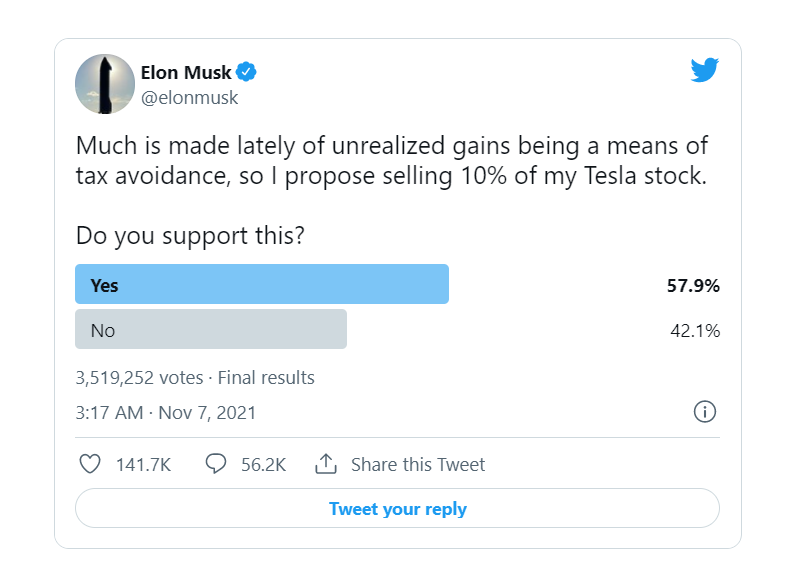 Elon Musk
@elonmusk
Much is made lately of unrealized gains being a means of
tax avoidance, so I propose selling 10% of my Tesla stock.
Do you support this?
Yes 57.9%
No 42.1%
3,519,252 votes · Final results
3:17 AM · Nov 7, 2021
141.7K 56.2K Share this Tweet
Tweet your reply